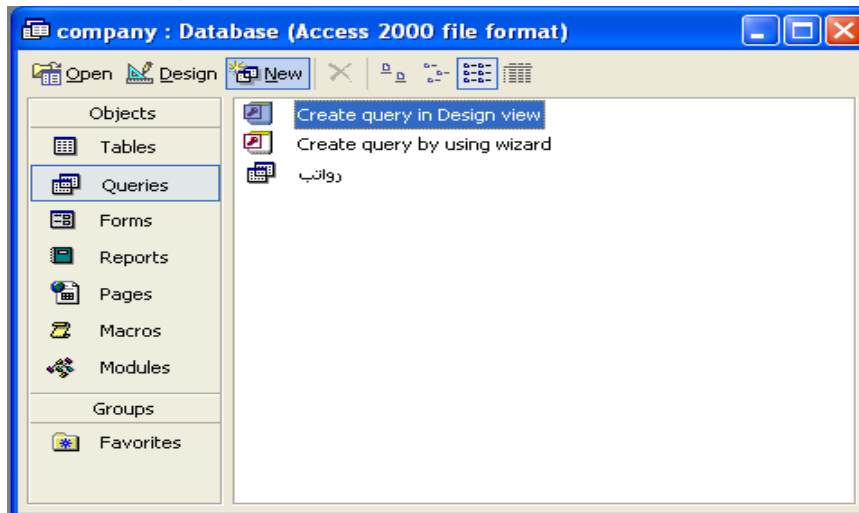 company : Database (Access 2000 file format)
Open Design New
Objects
Tables
Queries
Forms
Reports
Pages
Macros
Modules
Groups
Favorites
Create query in Design view
Create query by using wizard
رواتب